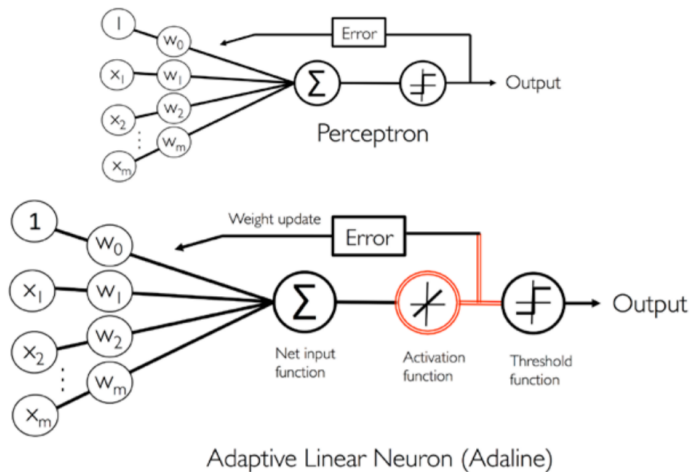 1
w0
Error
x1
w1
Σ
Output
x2
w2
⋮
wm
xm
Perceptron
1
Weight update
Error
w0
x1
w1
Σ
Output
x2
w2
Net input
function
Activation
function
Threshold
function
⋮
wm
xm
Adaptive Linear Neuron (Adaline)